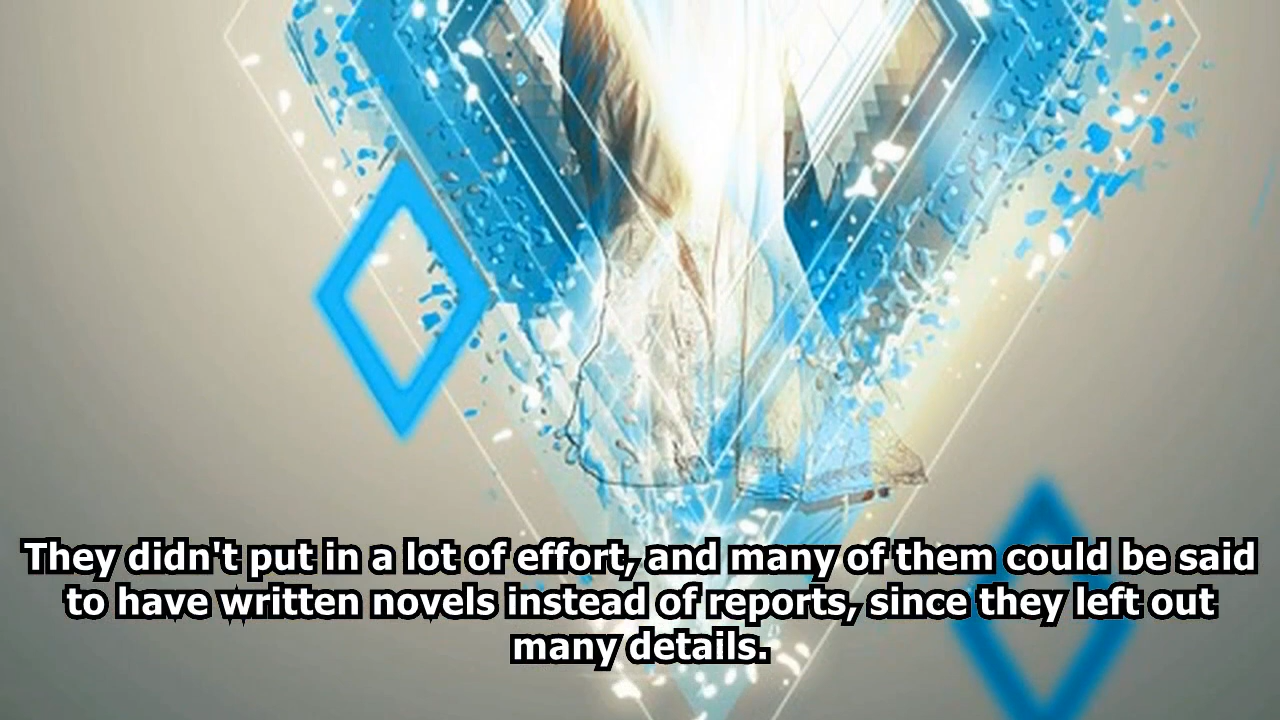 They didn't put in a lot of effort, and many of them could be said
to have written novels instead of reports, since they left out
many details.